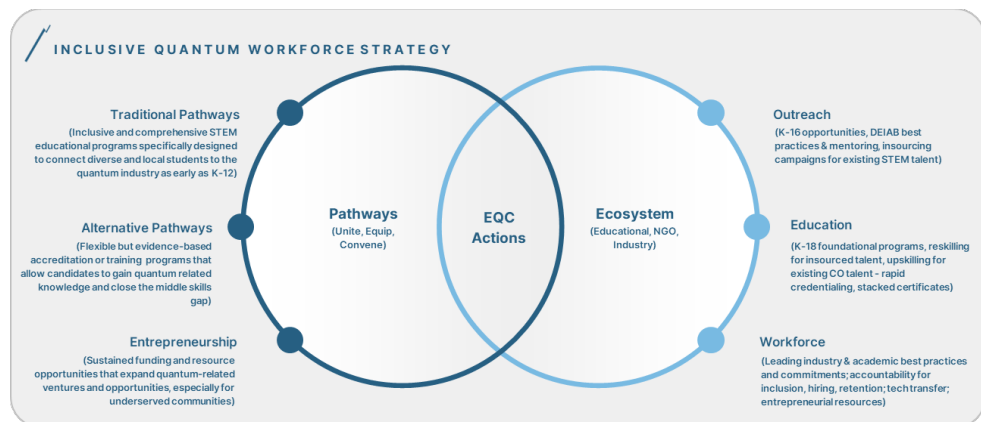 INCLUSIVE QUANTUM WORKFORCE STRATEGY
Traditional Pathways
(Inclusive and comprehensive STEM
educational programs specifically designed
to connect diverse and local students to the
quantum industry as early as K-12)
Alternative Pathways
(Flexible but evidence-based
accreditation or training programs that
allow candidates to gain quantum related
knowledge and close the middle skills
gap)
Entrepreneurship
(Sustained funding and resource
opportunities that expand quantum-related
ventures and opportunities, especially for
underserved communities)
Pathways
(Unite, Equip,
Convene)
EQC
Actions
Ecosystem
(Educational, NGO,
Industry)
Outreach
(K-16 opportunities, DEIAB best
practices & mentoring, insourcing
campaigns for existing STEM talent)
Education
(K-18 foundational programs, reskilling
for insourced talent, upskilling for
existing CO talent - rapid
credentialing, stacked certificates)
Workforce
(Leading industry & academic best practices
and commitments; accountability for
inclusion, hiring, retention; tech transfer;
entrepreneurial resources)